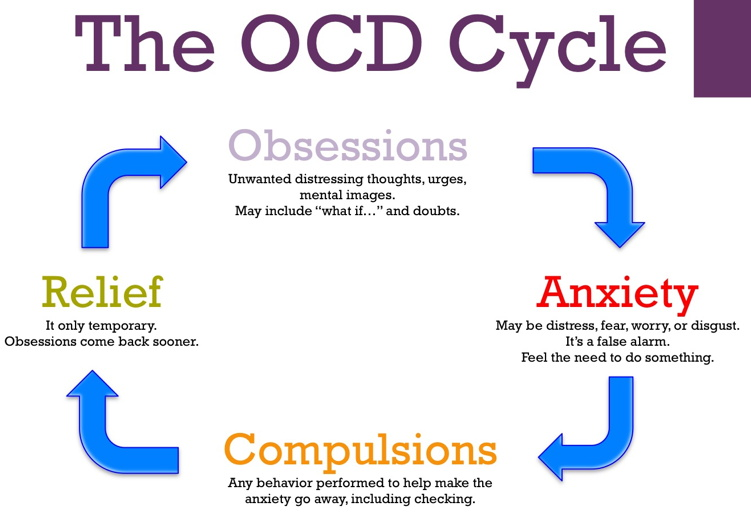 The OCD Cycle
Obsessions
Unwanted distressing thoughts, urges,
mental images.
May include “what if…” and doubts.
Anxiety
May be distress, fear, worry, or disgust.
It’s a false alarm.
Feel the need to do something.
Compulsions
Any behavior performed to help make the
anxiety go away, including checking.
Relief
It only temporary.
Obsessions come back sooner.